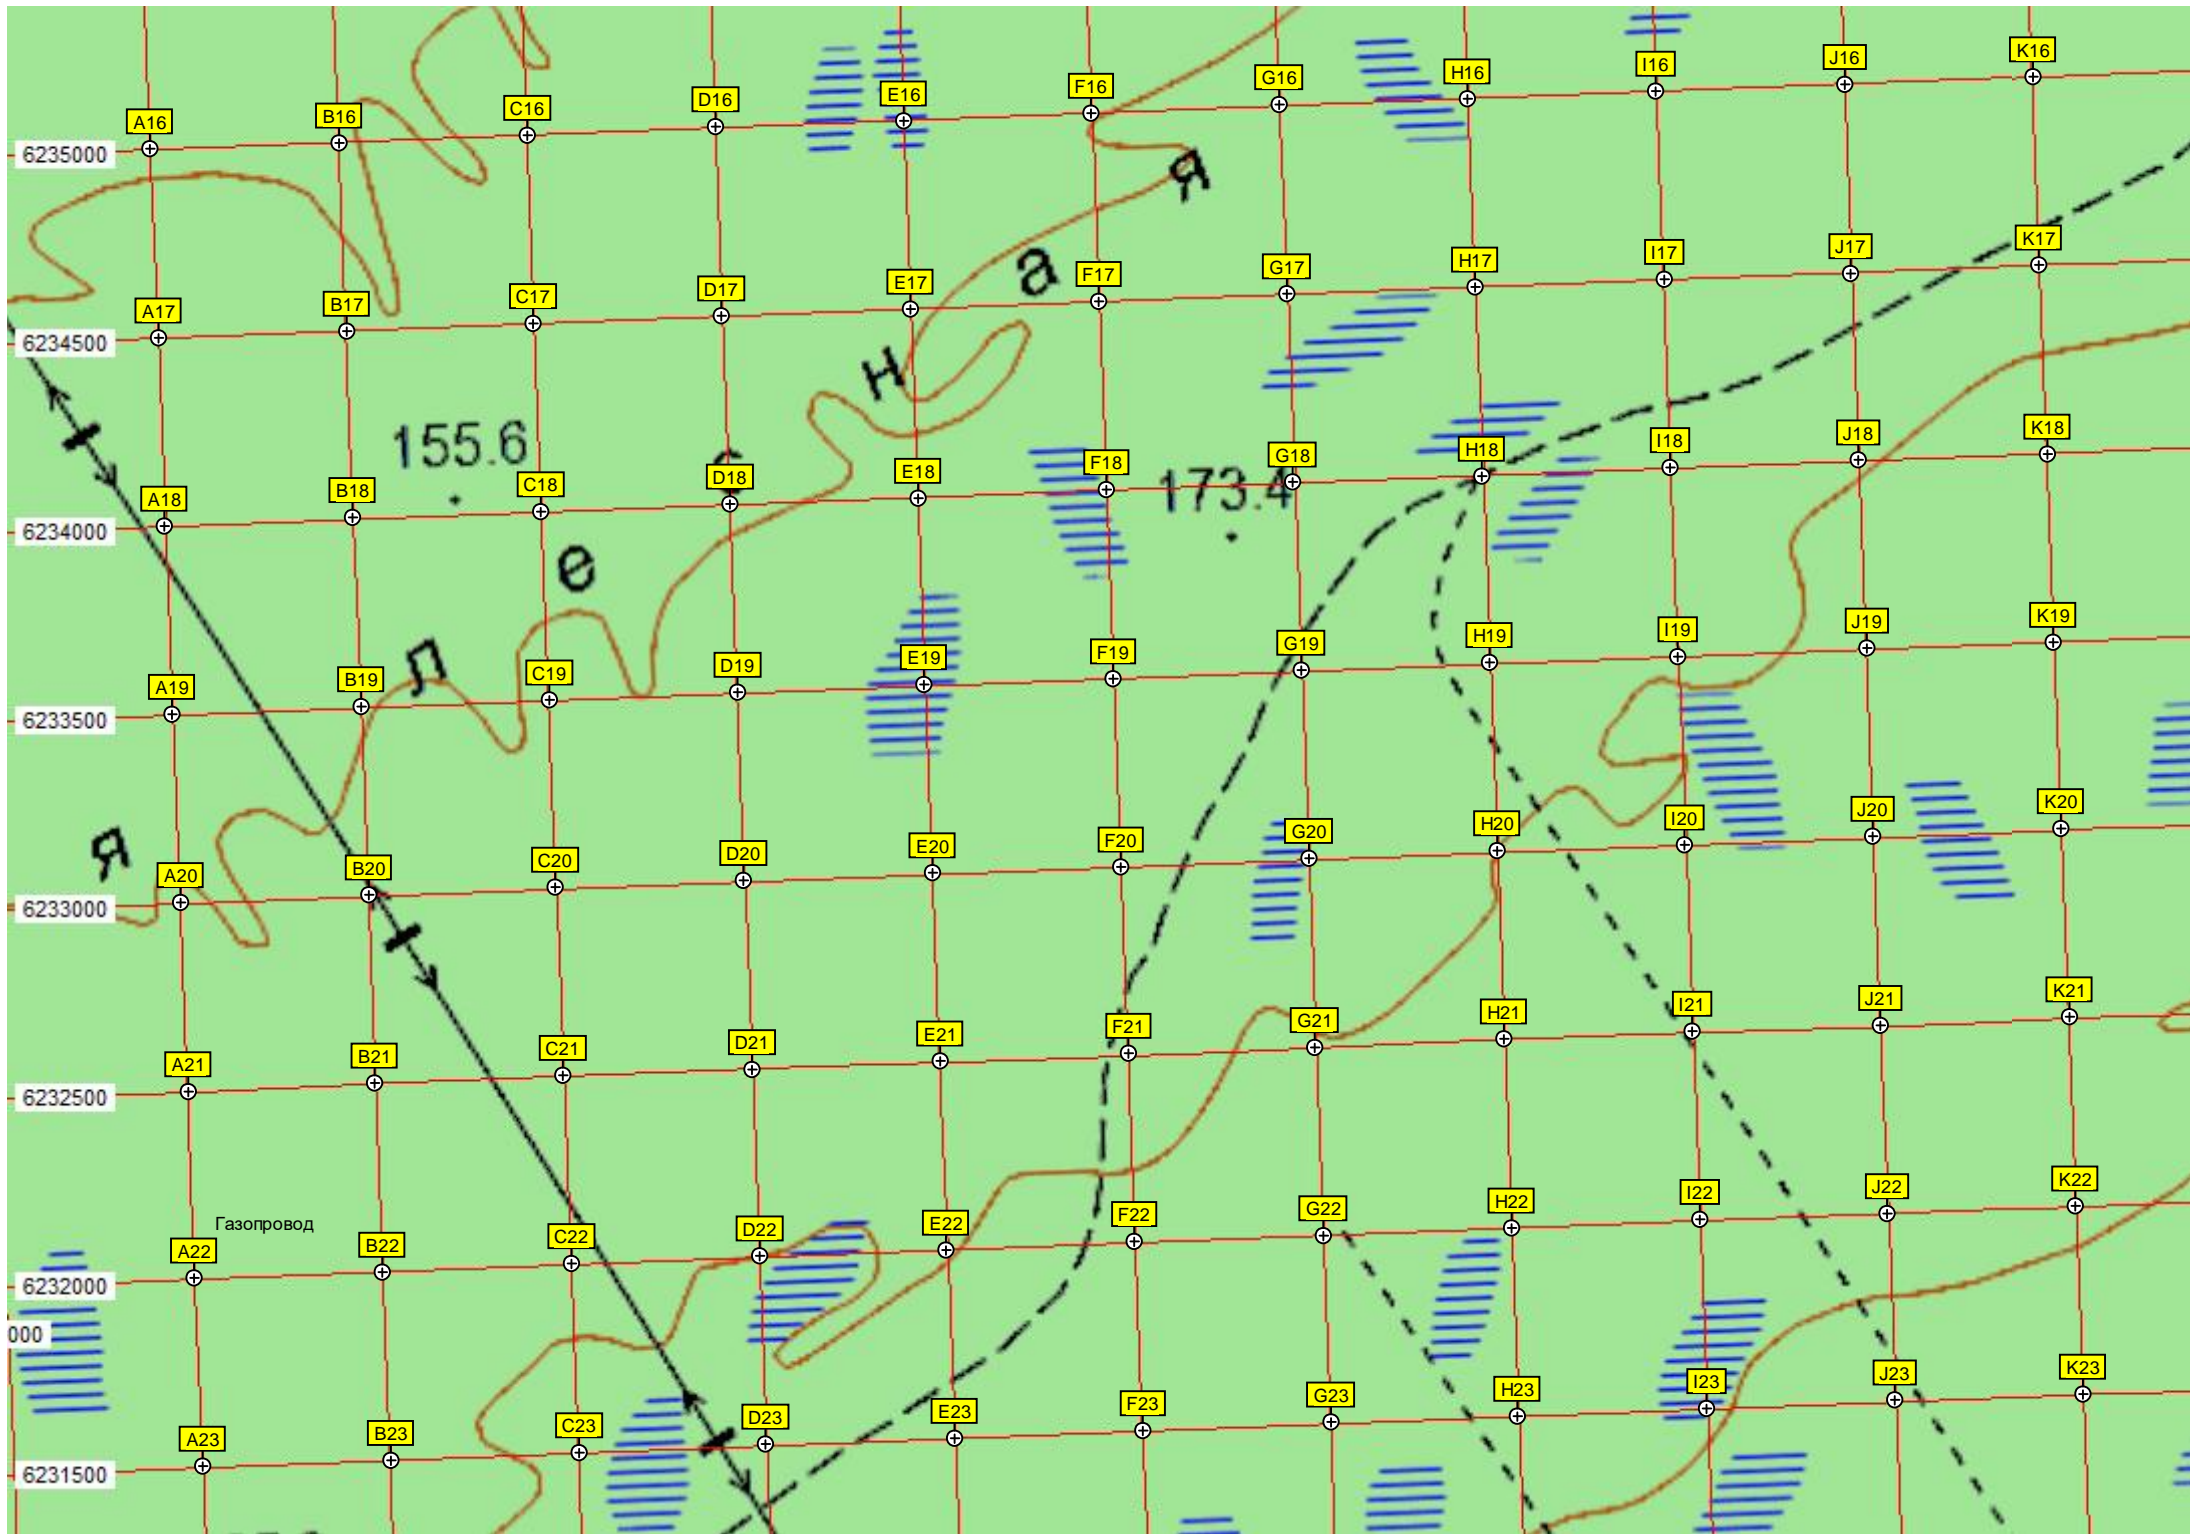 A16 B16 C16 D16 E16 F16 G16 H16 I16 J16 K16
6235000
я
а
A17 B17 C17 D17 E17 F17 G17 H17 I17 J17 K17
6234500
н
155.6
173.4
с
A18 B18 C18 D18 E18 F18 G18 H18 I18 J18 K18
6234000
е
л
A19 B19 C19 D19 E19 F19 G19 H19 I19 J19 K19
6233500
я
A20 B20 C20 D20 E20 F20 G20 H20 I20 J20 K20
6233000
A21 B21 C21 D21 E21 F21 G21 H21 I21 J21 K21
6232500
Газопровод
A22 B22 C22 D22 E22 F22 G22 H22 I22 J22 K22
6232000
000
A23 B23 C23 D23 E23 F23 G23 H23 I23 J23 K23
6231500